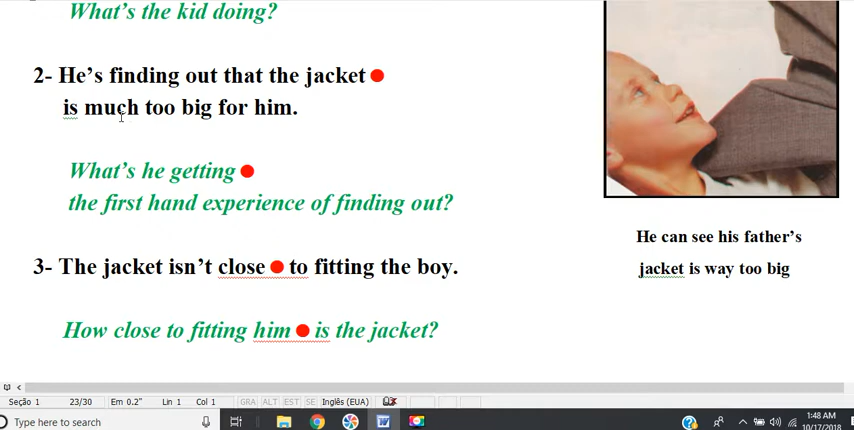 What's the kid doing?
2- He's finding out that the jacket
is much too big for him.
What's he getting
the first hand experience of finding out?
3- The jacket isn't close to fitting the boy.
How close to fitting him is the jacket?
He can see his father's
jacket is way too big
Seção 1 23/30 Em 0.2" Lin 1 Col 1 GRA ALT EST SE Inglês (EUA)
Type here to search
1:48 AM
10/17/2018